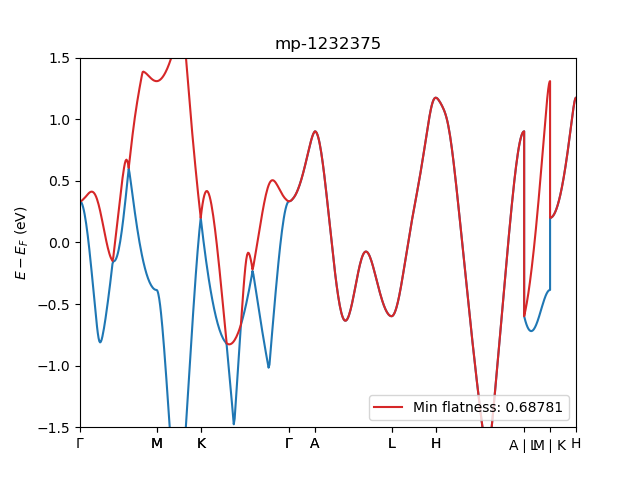 mp-1232375
E − E_F (eV)
1.5
1.0
0.5
0.0
−0.5
−1.0
−1.5
Min flatness: 0.68781
Γ M K Γ A L H A | L M | K H